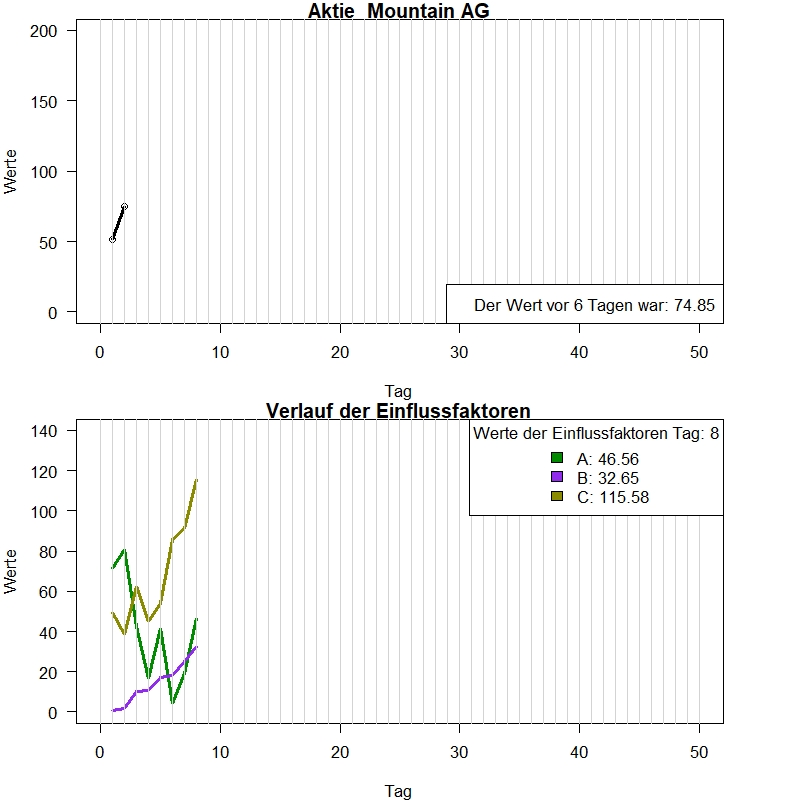 Aktie  Mountain AG
Werte
200
150
100
50
0
Der Wert vor 6 Tagen war: 74.85
0 10 20 30 40 50
Tag
Verlauf der Einflussfaktoren
Werte
140
120
100
80
60
40
20
0
Werte der Einflussfaktoren Tag: 8
A: 46.56
B: 32.65
C: 115.58
0 10 20 30 40 50
Tag